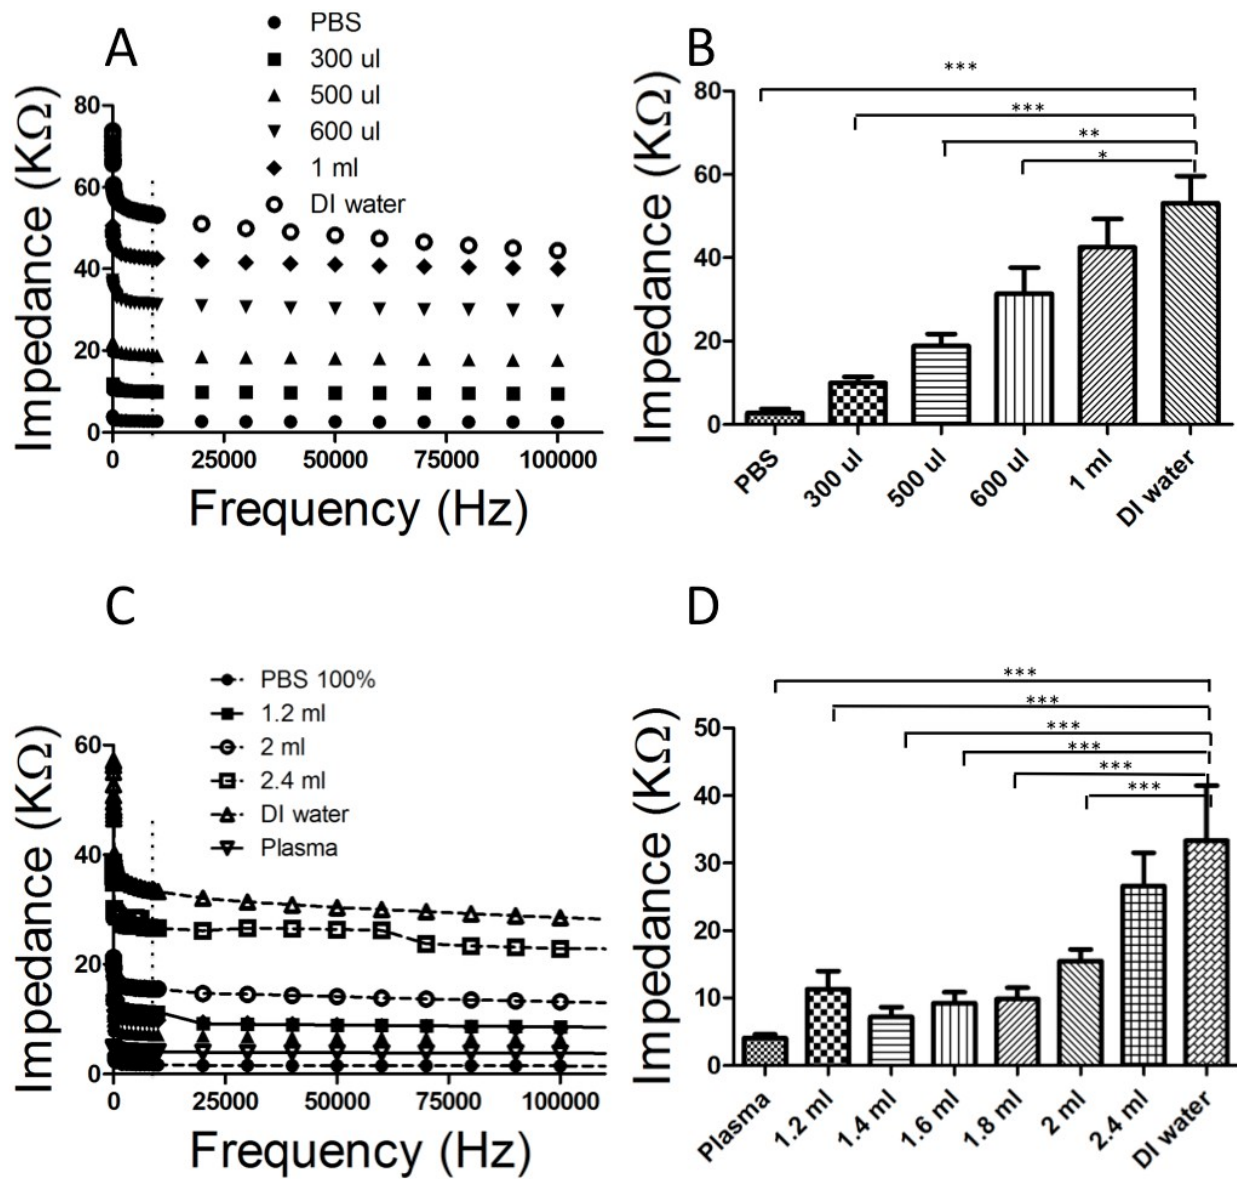 A
PBS
300 ul
500 ul
600 ul
1 ml
DI water
Impedance (KΩ)
80
60
40
20
0
0 25000 50000 75000 100000
Frequency (Hz)
B
***
***
**
*
Impedance (KΩ)
80
60
40
20
0
PBS
300 ul
500 ul
600 ul
1 ml
DI water
C
PBS 100%
1.2 ml
2 ml
2.4 ml
DI water
Plasma
Impedance (KΩ)
60
40
20
0
0 25000 50000 75000 100000
Frequency (Hz)
D
***
***
***
***
***
***
Impedance (KΩ)
50
40
30
20
10
0
Plasma
1.2 ml
1.4 ml
1.6 ml
1.8 ml
2 ml
2.4 ml
DI water